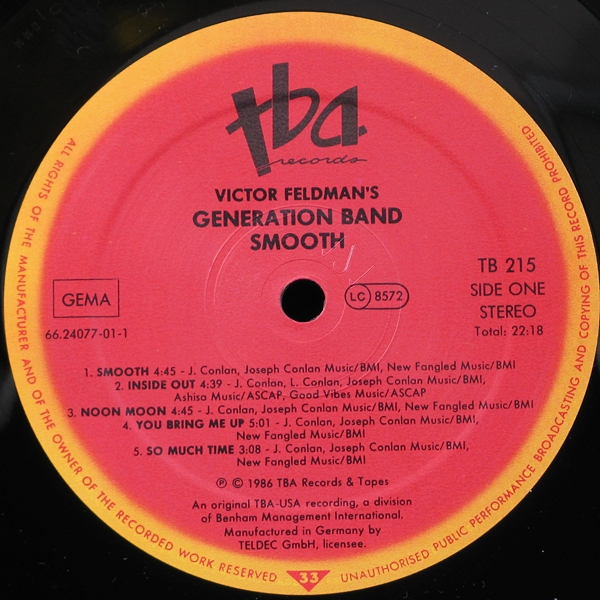 tba
records
VICTOR FELDMAN'S
GENERATION BAND
SMOOTH
GEMA
66.24077-01-1
LC 8572
TB 215
SIDE ONE
STEREO
Total: 22:18
1. SMOOTH 4:45 - J. Conlan, Joseph Conlan Music/BMI, New Fangled Music/BMI
2. INSIDE OUT 4:39 - J. Conlan, L. Conlan, Joseph Conlan Music/BMI,
Ashisa Music/ASCAP, Good Vibes Music/ASCAP
3. NOON MOON 4:45 - J. Conlan, Joseph Conlan Music/BMI, New Fangled Music/BMI
4. YOU BRING ME UP 5:01 - J. Conlan, Joseph Conlan Music/BMI,
New Fangled Music/BMI
5. SO MUCH TIME 3:08 - J. Conlan, Joseph Conlan Music/BMI,
New Fangled Music/BMI
℗ © 1986 TBA Records & Tapes
An original TBA-USA recording, a division
of Benham Management International.
Manufactured in Germany by
TELDEC GmbH, licensee.
ALL RIGHTS OF THE MANUFACTURER AND OF THE OWNER OF THE RECORDED WORK RESERVED
33
UNAUTHORISED PUBLIC PERFORMANCE BROADCASTING AND COPYING OF THIS RECORD PROHIBITED